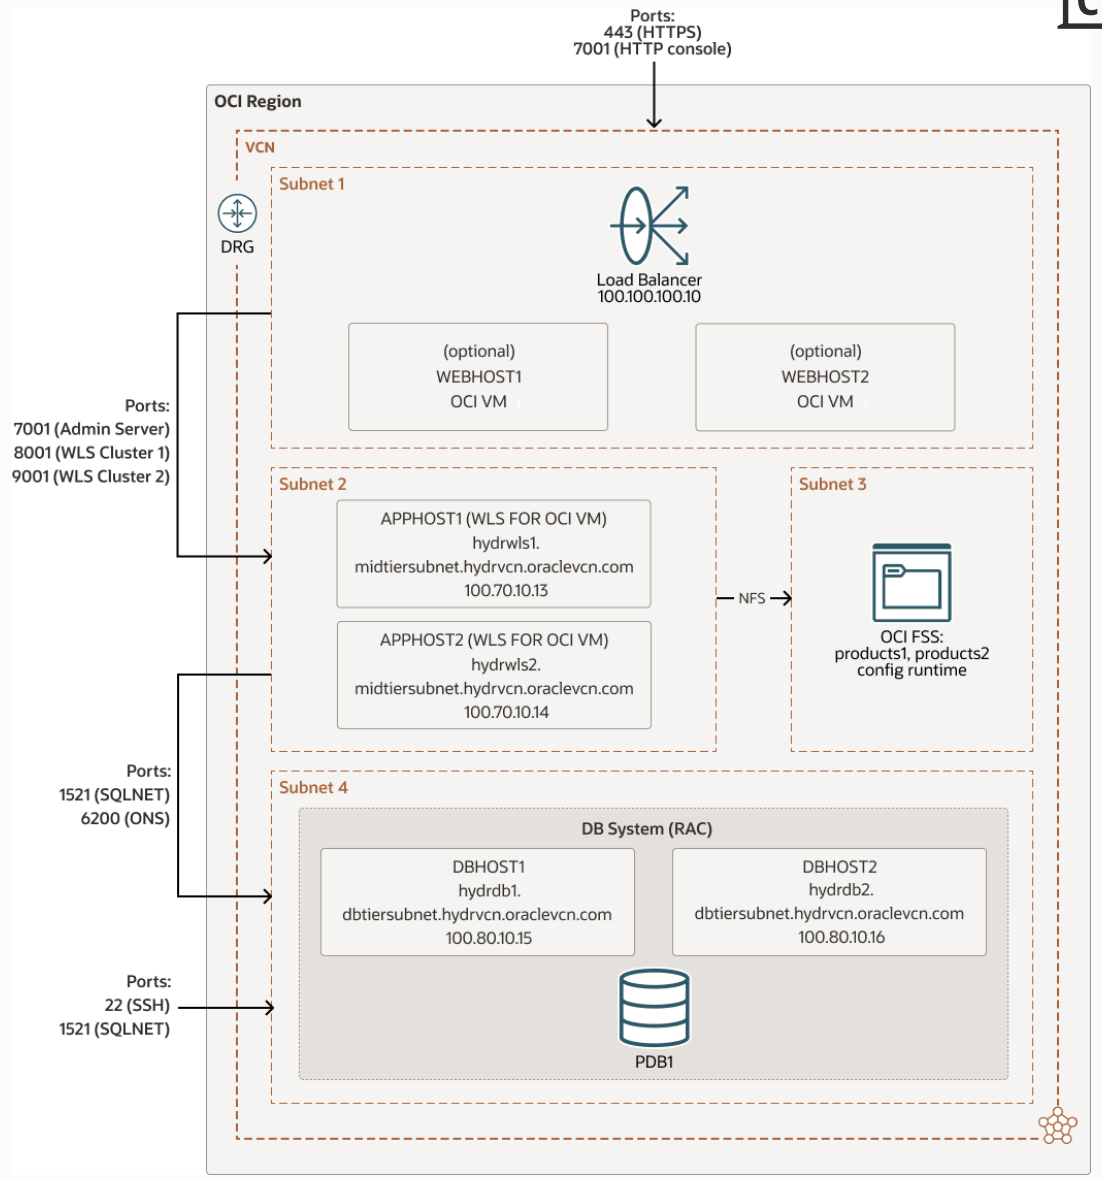 Ports:
443 (HTTPS)
7001 (HTTP console)
OCI Region
VCN
Subnet 1
DRG
Load Balancer
100.100.100.10
(optional)
WEBHOST1
OCI VM
(optional)
WEBHOST2
OCI VM
Ports:
7001 (Admin Server)
8001 (WLS Cluster 1)
9001 (WLS Cluster 2)
Subnet 2
APPHOST1 (WLS FOR OCI VM)
hydrwls1.
midtiersubnet.hydrvcn.oraclevcn.com
100.70.10.13
APPHOST2 (WLS FOR OCI VM)
hydrwls2.
midtiersubnet.hydrvcn.oraclevcn.com
100.70.10.14
NFS
Subnet 3
OCI FSS:
products1, products2
config runtime
Ports:
1521 (SQLNET)
6200 (ONS)
Subnet 4
DB System (RAC)
DBHOST1
hydrdb1.
dbtiersubnet.hydrvcn.oraclevcn.com
100.80.10.15
DBHOST2
hydrdb2.
dbtiersubnet.hydrvcn.oraclevcn.com
100.80.10.16
Ports:
22 (SSH)
1521 (SQLNET)
PDB1